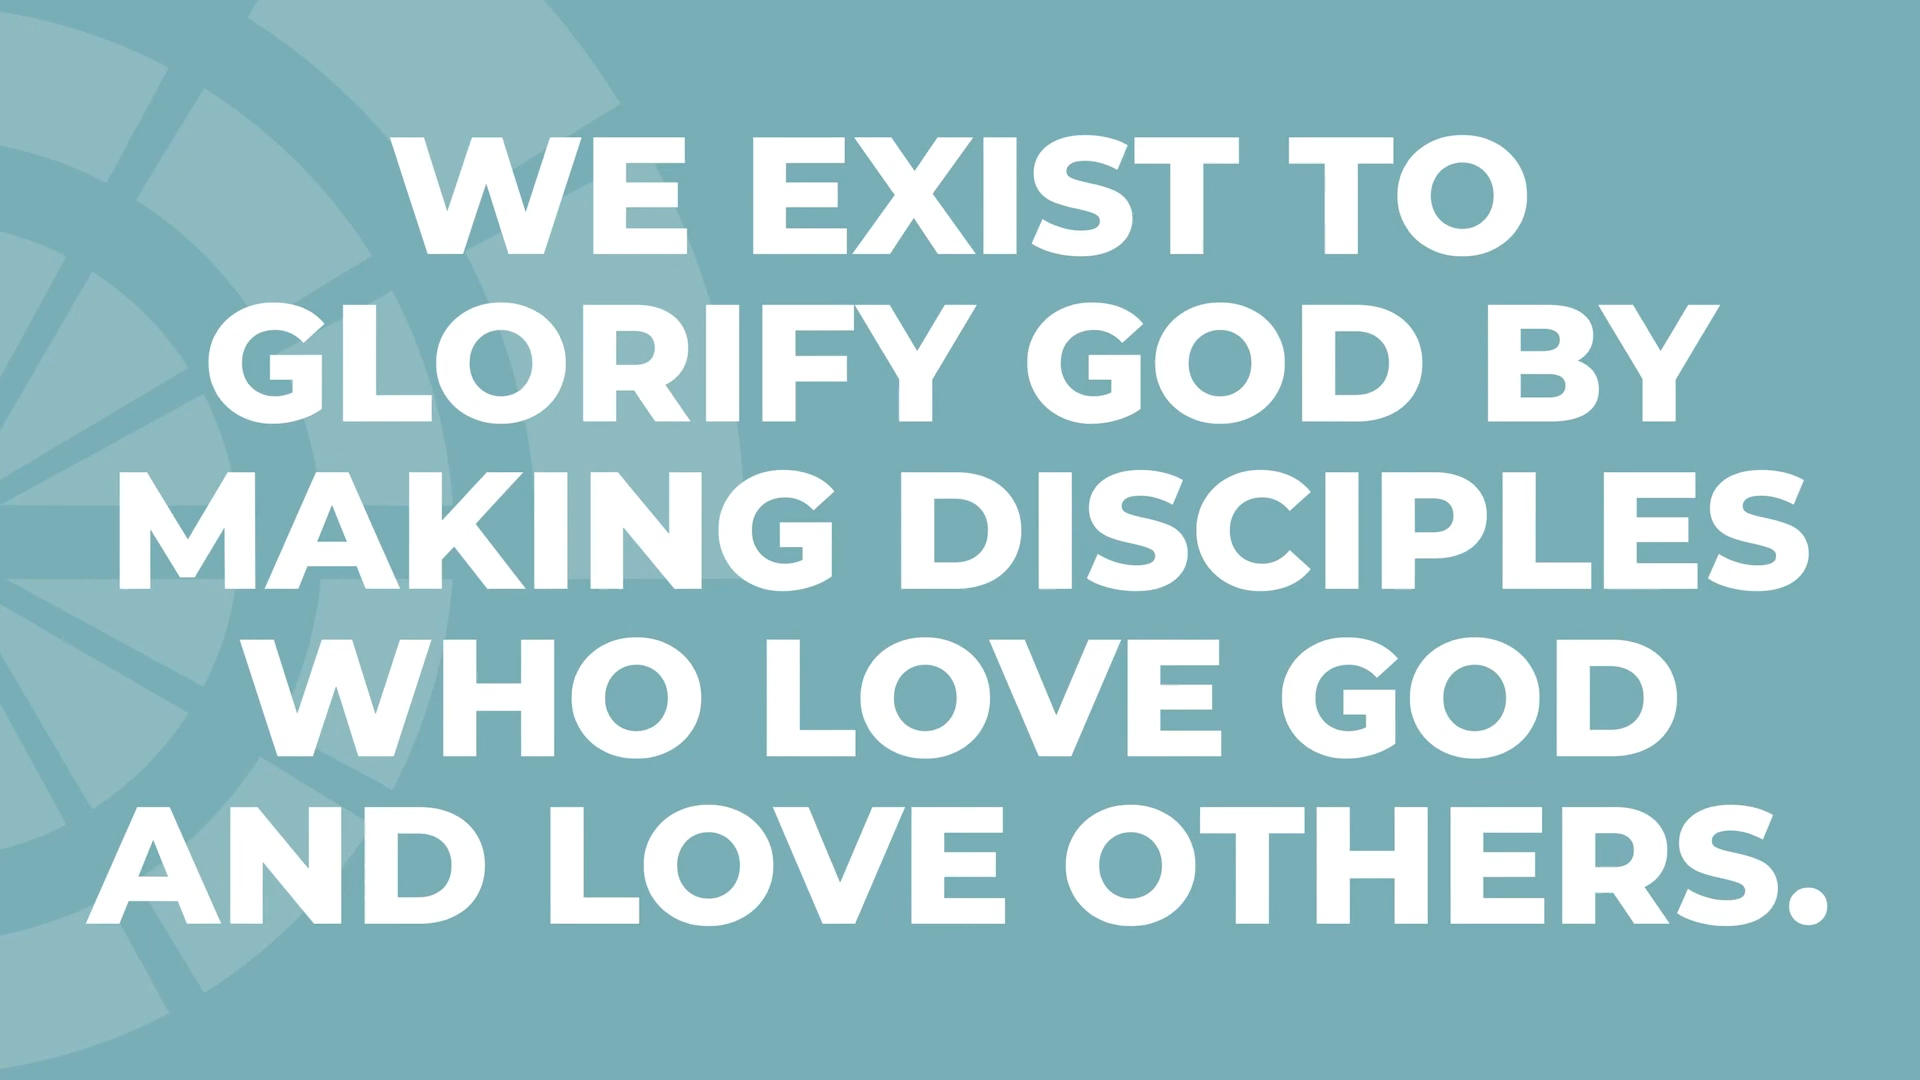 WE EXIST TO
GLORIFY GOD BY
MAKING DISCIPLES
WHO LOVE GOD
AND LOVE OTHERS.